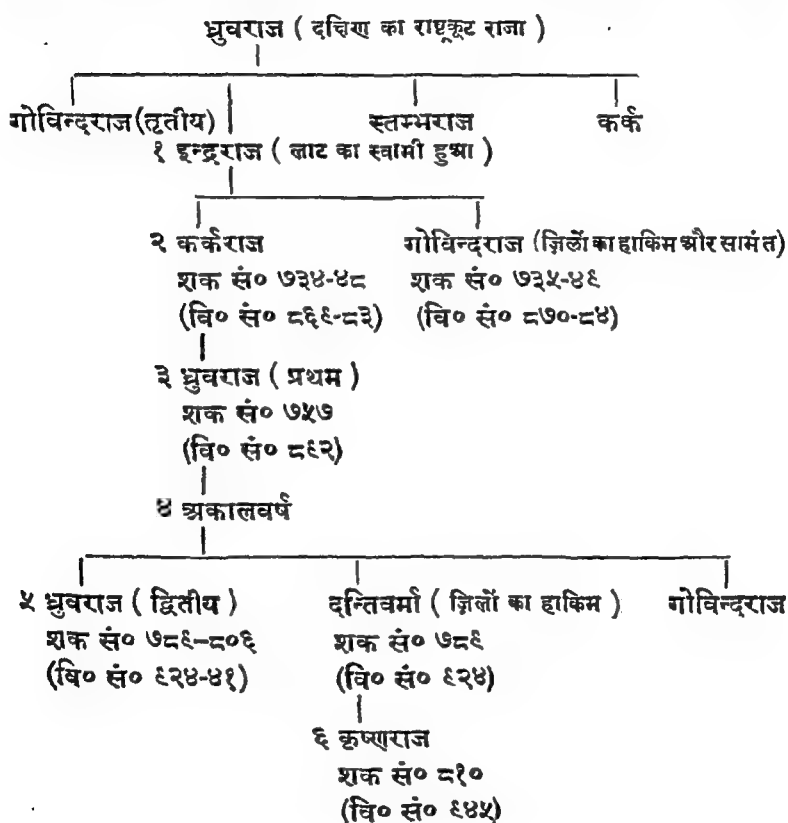 ध्रुवराज ( दक्षिण का राष्ट्रकूट राजा )
गोविन्दराज (तृतीय) स्तम्भराज कर्क
१ इन्द्रराज ( लाट का स्वामी हुआ )
२ कर्कराज गोविन्दराज (ज़िलों का हाकिम और सामंत)
शक सं० ७३४-४८ शक सं० ७३५-४९
(वि० सं० ८६९-८३) (वि० सं० ८७०-८४)
३ ध्रुवराज ( प्रथम )
शक सं० ७५७
(वि० सं० ८९२)
४ अकालवर्ष
५ ध्रुवराज ( द्वितीय ) दन्तिवर्मा ( ज़िलों का हाकिम ) गोविन्दराज
शक सं० ७८९–८०६ शक सं० ७८९
(वि० सं० ९२४-४१) (वि० सं० ९२४)
६ कृष्णराज
शक सं० ८१०
(वि० सं० ९४५)